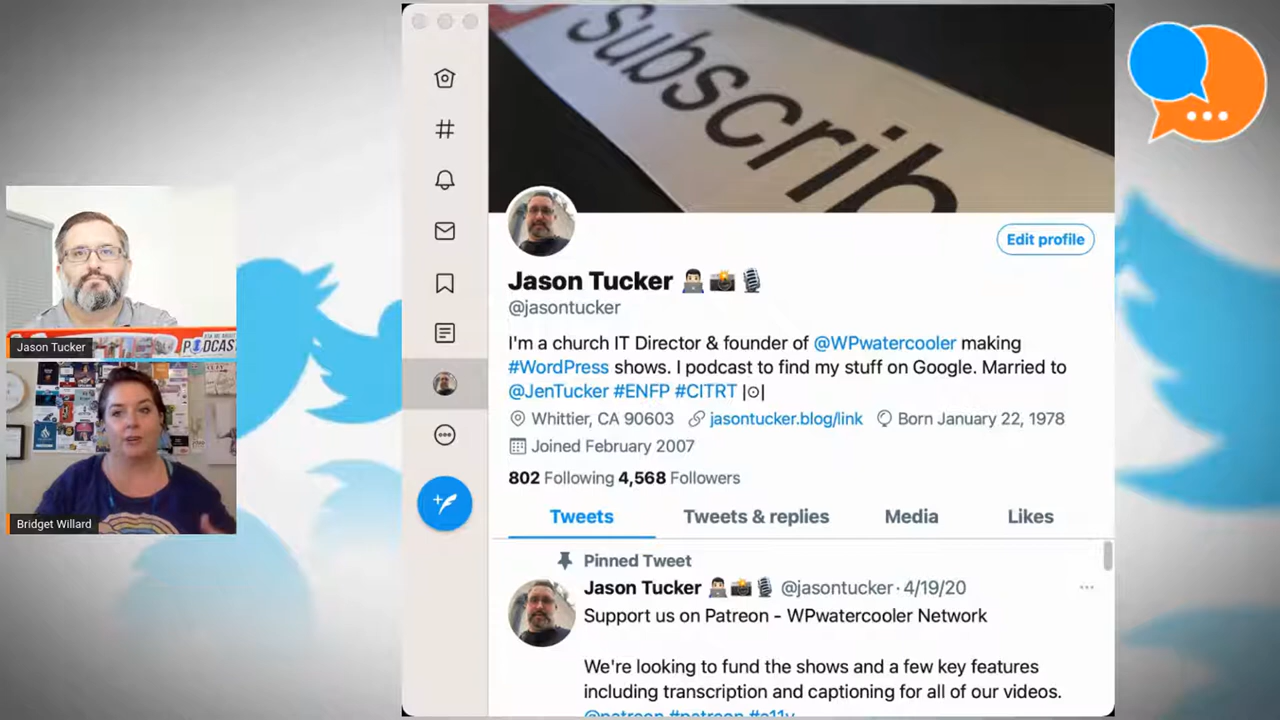 Subscrib
Edit profile
Jason Tucker
@jasontucker
I'm a church IT Director & founder of @WPwatercooler making
#WordPress shows. I podcast to find my stuff on Google. Married to
@JenTucker #ENFP #CITRT |⊙|
Whittier, CA 90603 jasontucker.blog/link Born January 22, 1978
Joined February 2007
802 Following 4,568 Followers
Tweets Tweets & replies Media Likes
Pinned Tweet
Jason Tucker @jasontucker · 4/19/20
Support us on Patreon - WPwatercooler Network
We're looking to fund the shows and a few key features
including transcription and captioning for all of our videos.
@patreon #patreon #a11y
PODCAS
Jason Tucker
Bridget Willard